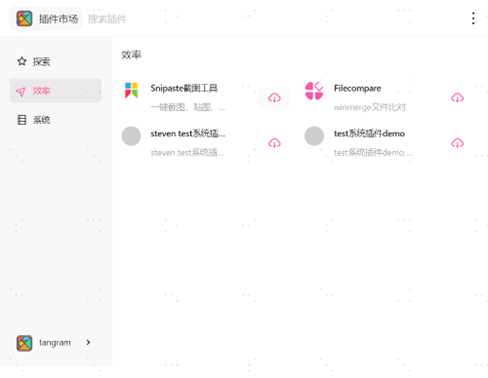 插件市场 搜索插件
探索
效率
系统
tangram
效率
Snipaste截图工具
一键截图、贴图、...
Filecompare
winmerge文件比对
steven test系统插...
steven test系统插...
test系统插件demo
test系统插件demo ...